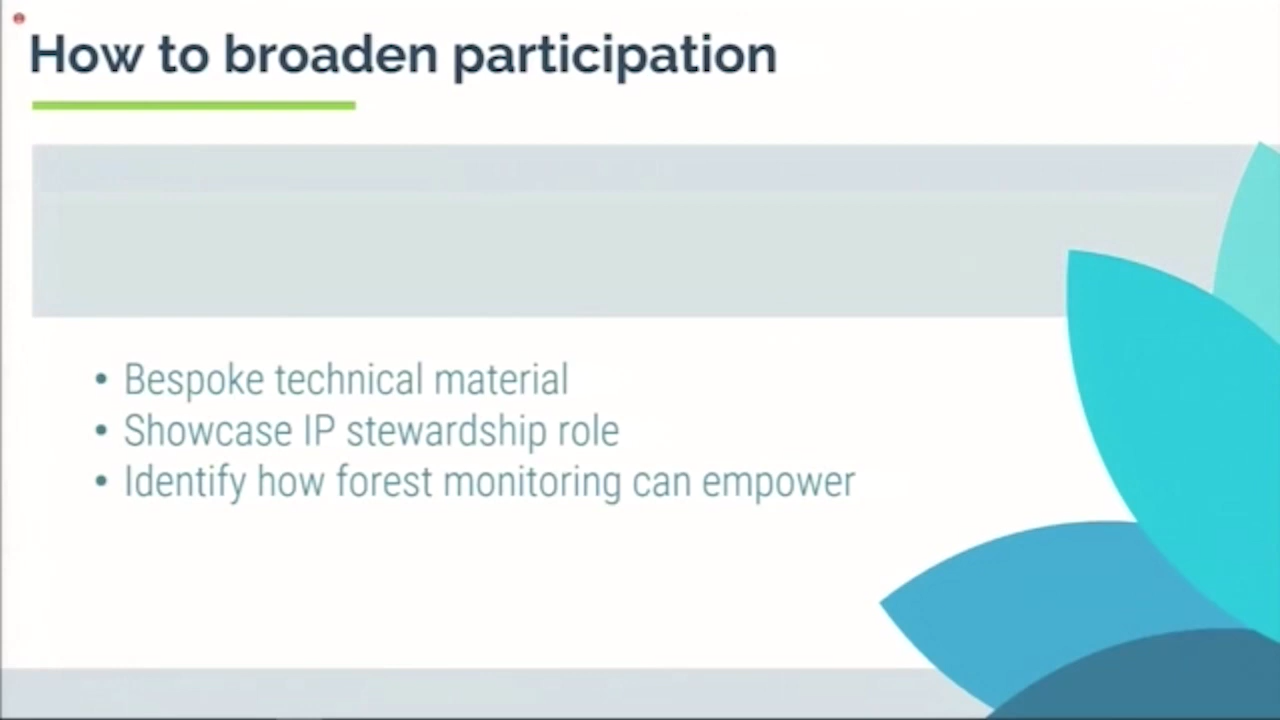 How to broaden participation
• Bespoke technical material
• Showcase IP stewardship role
• Identify how forest monitoring can empower